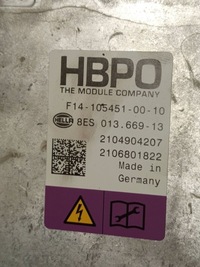 HBPO
THE MODULE COMPANY
F14-105451-00-10
HELLA 8ES 013.669-13
2104904207
2106801822
Made in
Germany